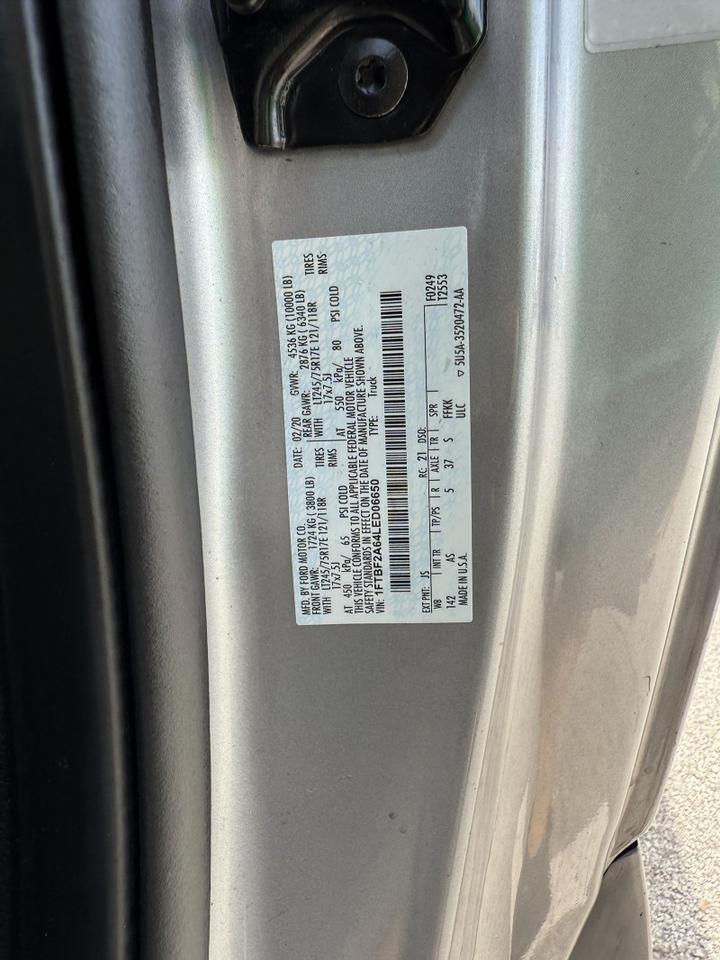 MFD. BY FORD MOTOR CO.
DATE: 02/20 GVWR: 4536 KG (10000 LB)
FRONT GAWR: 1724 KG ( 3800 LB) REAR GAWR: 2876 KG ( 6340 LB)
WITH LT245/75R17E 121/118R TIRES WITH LT245/75R17E 121/118R TIRES
17x7.5J RIMS 17x7.5J RIMS
AT 450 kPa/ 65 PSI COLD AT 550 kPa/ 80 PSI COLD
THIS VEHICLE CONFORMS TO ALL APPLICABLE FEDERAL MOTOR VEHICLE
SAFETY STANDARDS IN EFFECT ON THE DATE OF MANUFACTURE SHOWN ABOVE.
VIN: 1FTBF2A64LED06650 TYPE: Truck
F0249
T2553
EXT PNT: JS RC: 21 DSO:
WB INT TR TP/PS R AXLE TR SPR
142 AS 5 37 S FFKK
MADE IN U.S.A. ULC
▽ 5U5A-3520472-AA